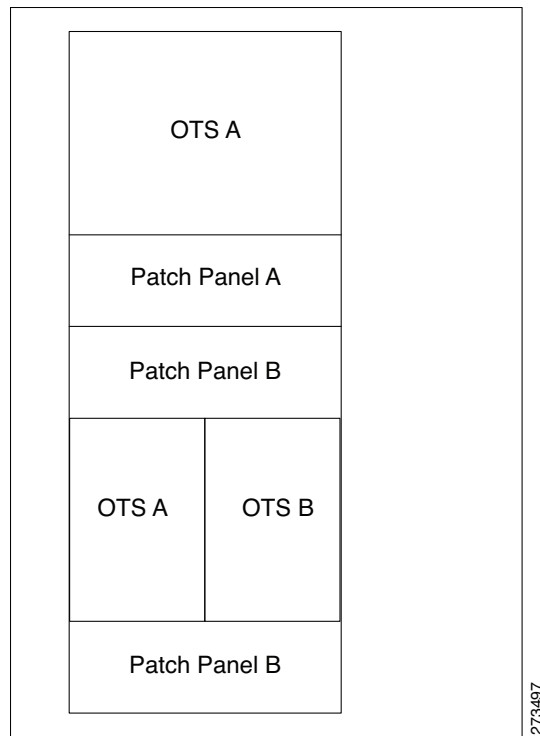 OTS A
Patch Panel A
Patch Panel B
OTS A
OTS B
Patch Panel B
273497